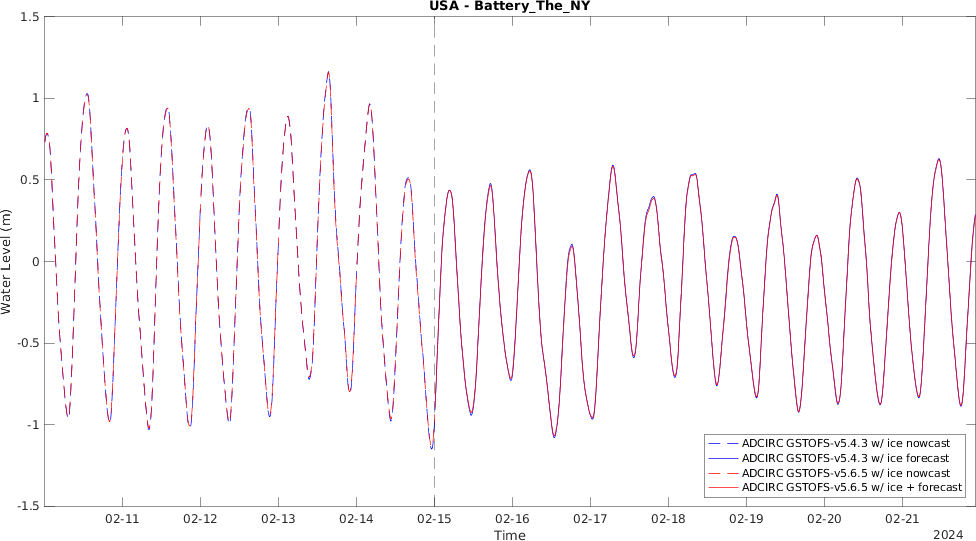 USA - Battery_The_NY
1.5
1
0.5
0
-0.5
-1
-1.5
Water Level (m)
02-11 02-12 02-13 02-14 02-15 02-16 02-17 02-18 02-19 02-20 02-21
Time
2024
ADCIRC GSTOFS-v5.4.3 w/ ice nowcast
ADCIRC GSTOFS-v5.4.3 w/ ice forecast
ADCIRC GSTOFS-v5.6.5 w/ ice nowcast
ADCIRC GSTOFS-v5.6.5 w/ ice + forecast